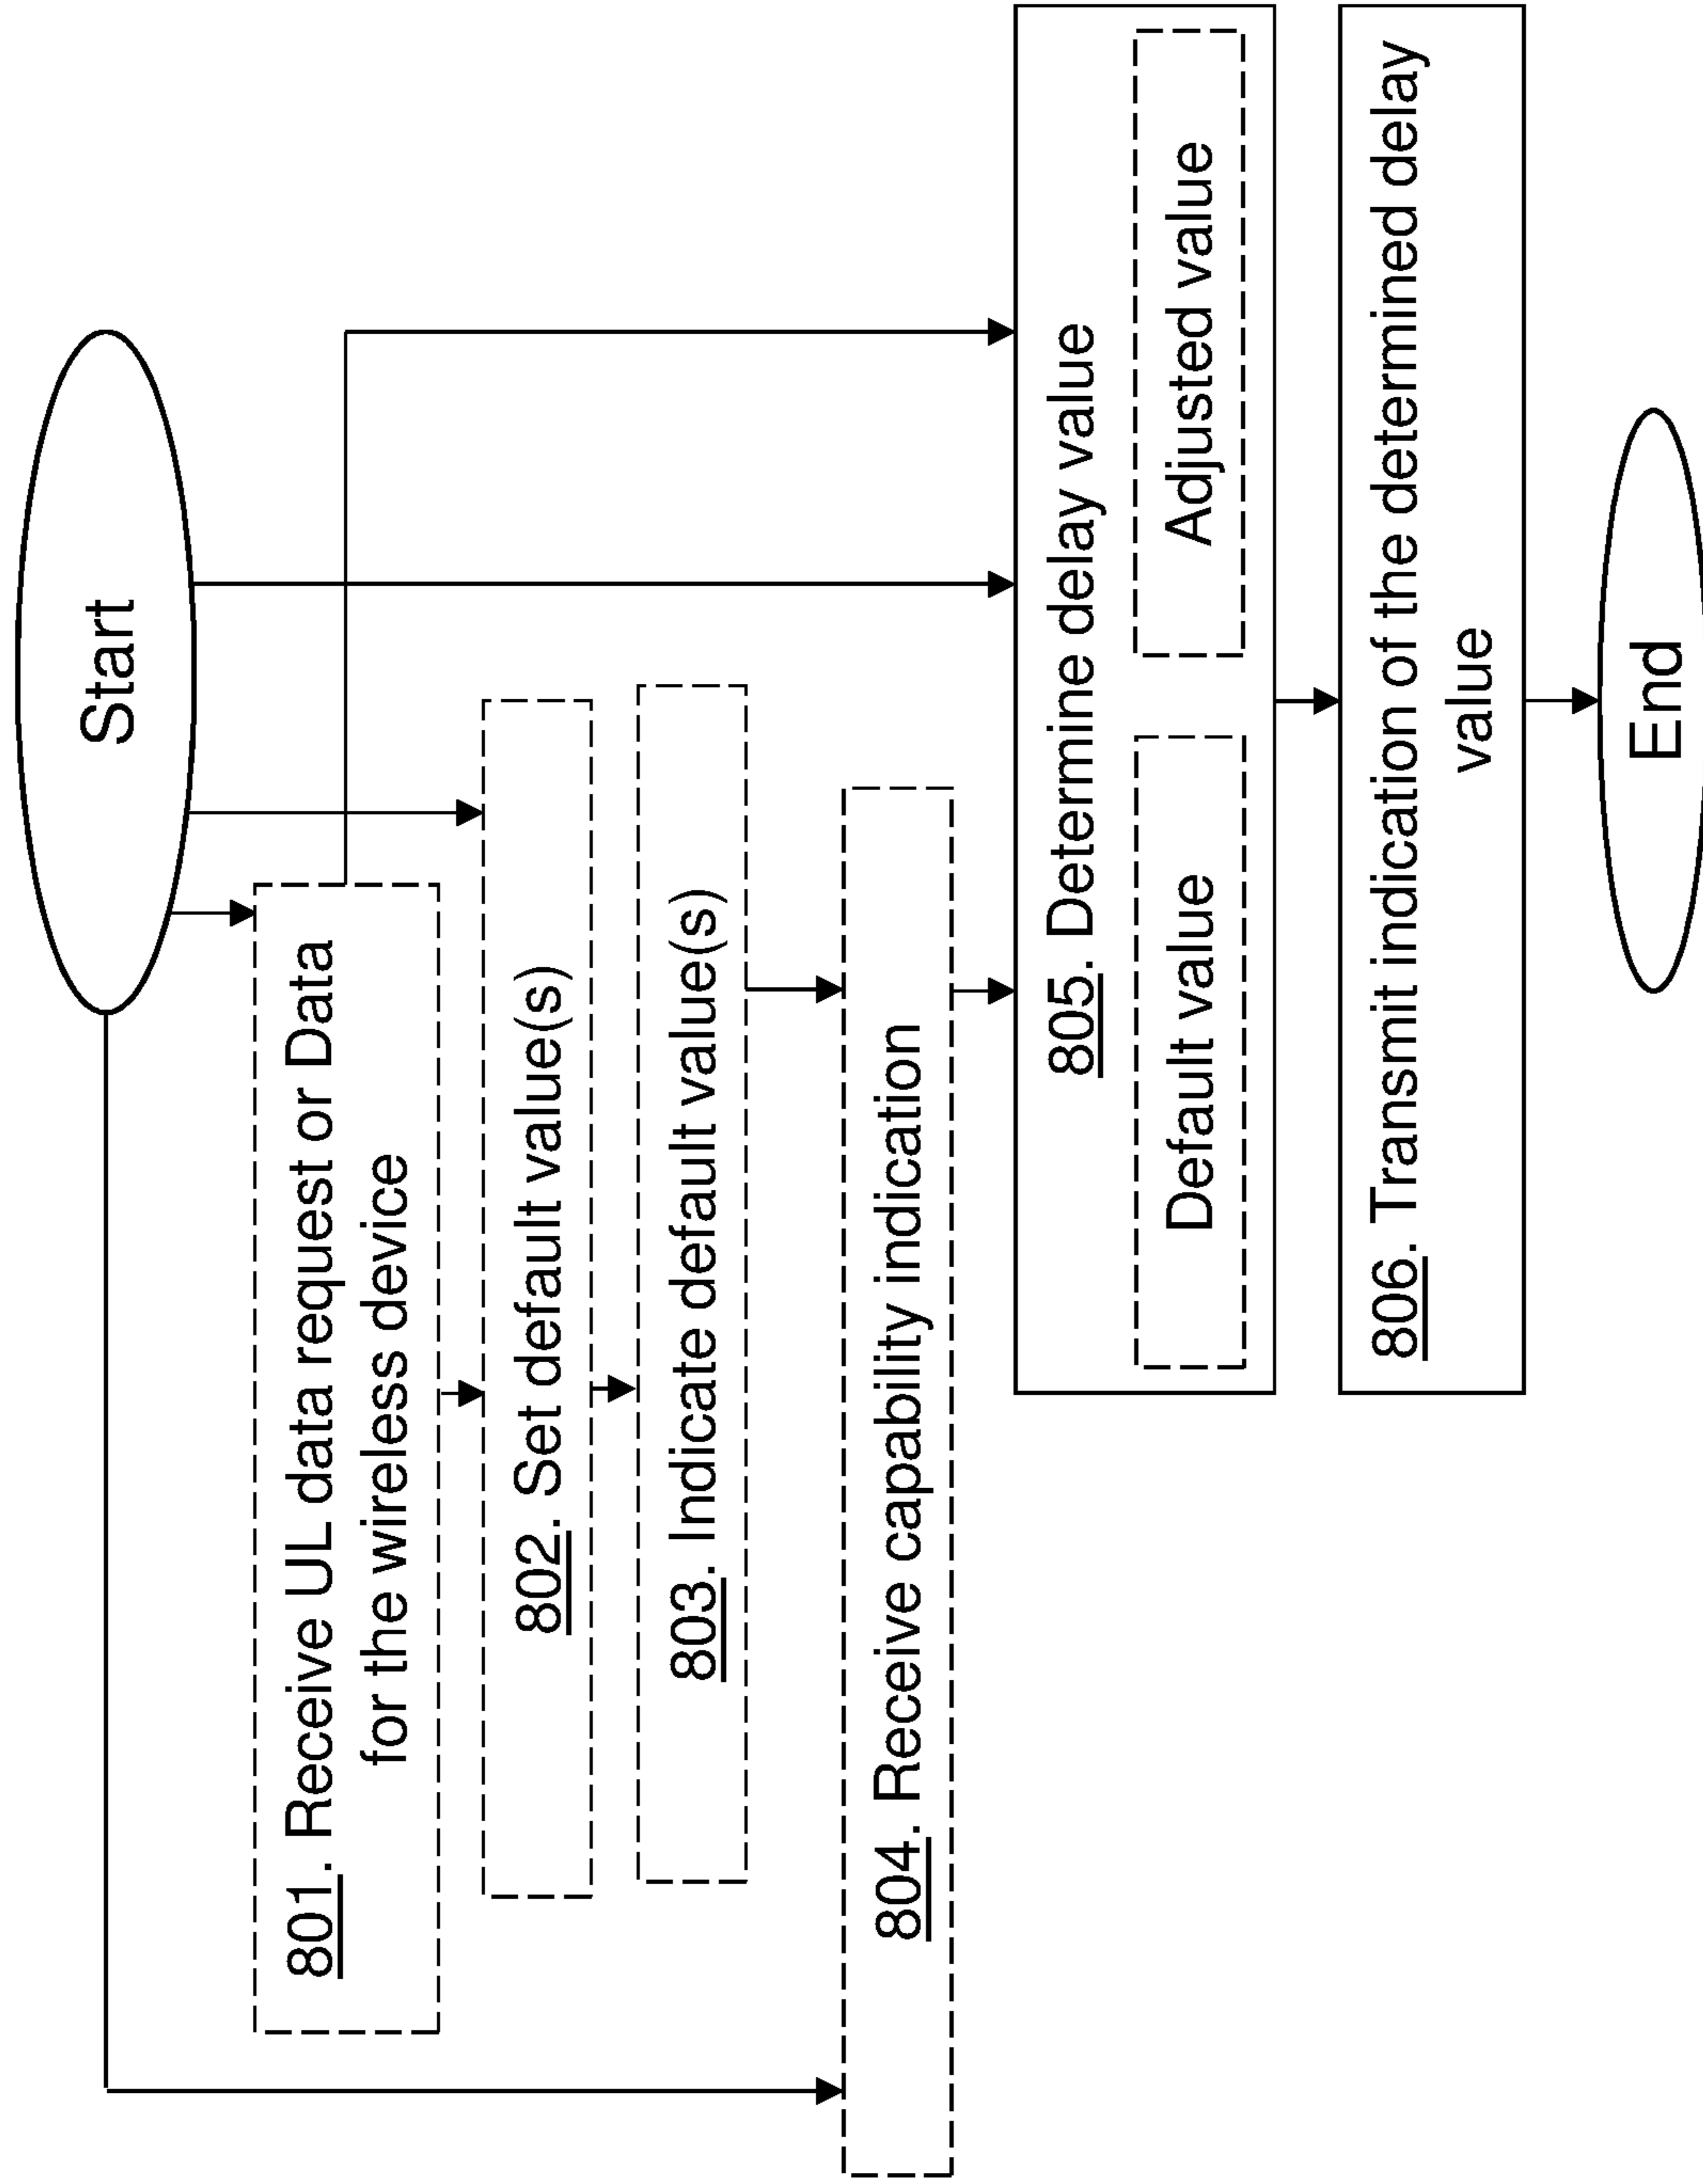 Start
801. Receive UL data request or Data
for the wireless device
802. Set default value(s)
803. Indicate default value(s)
804. Receive capability indication
805. Determine delay value
Default value
Adjusted value
806. Transmit indication of the determined delay
value
End